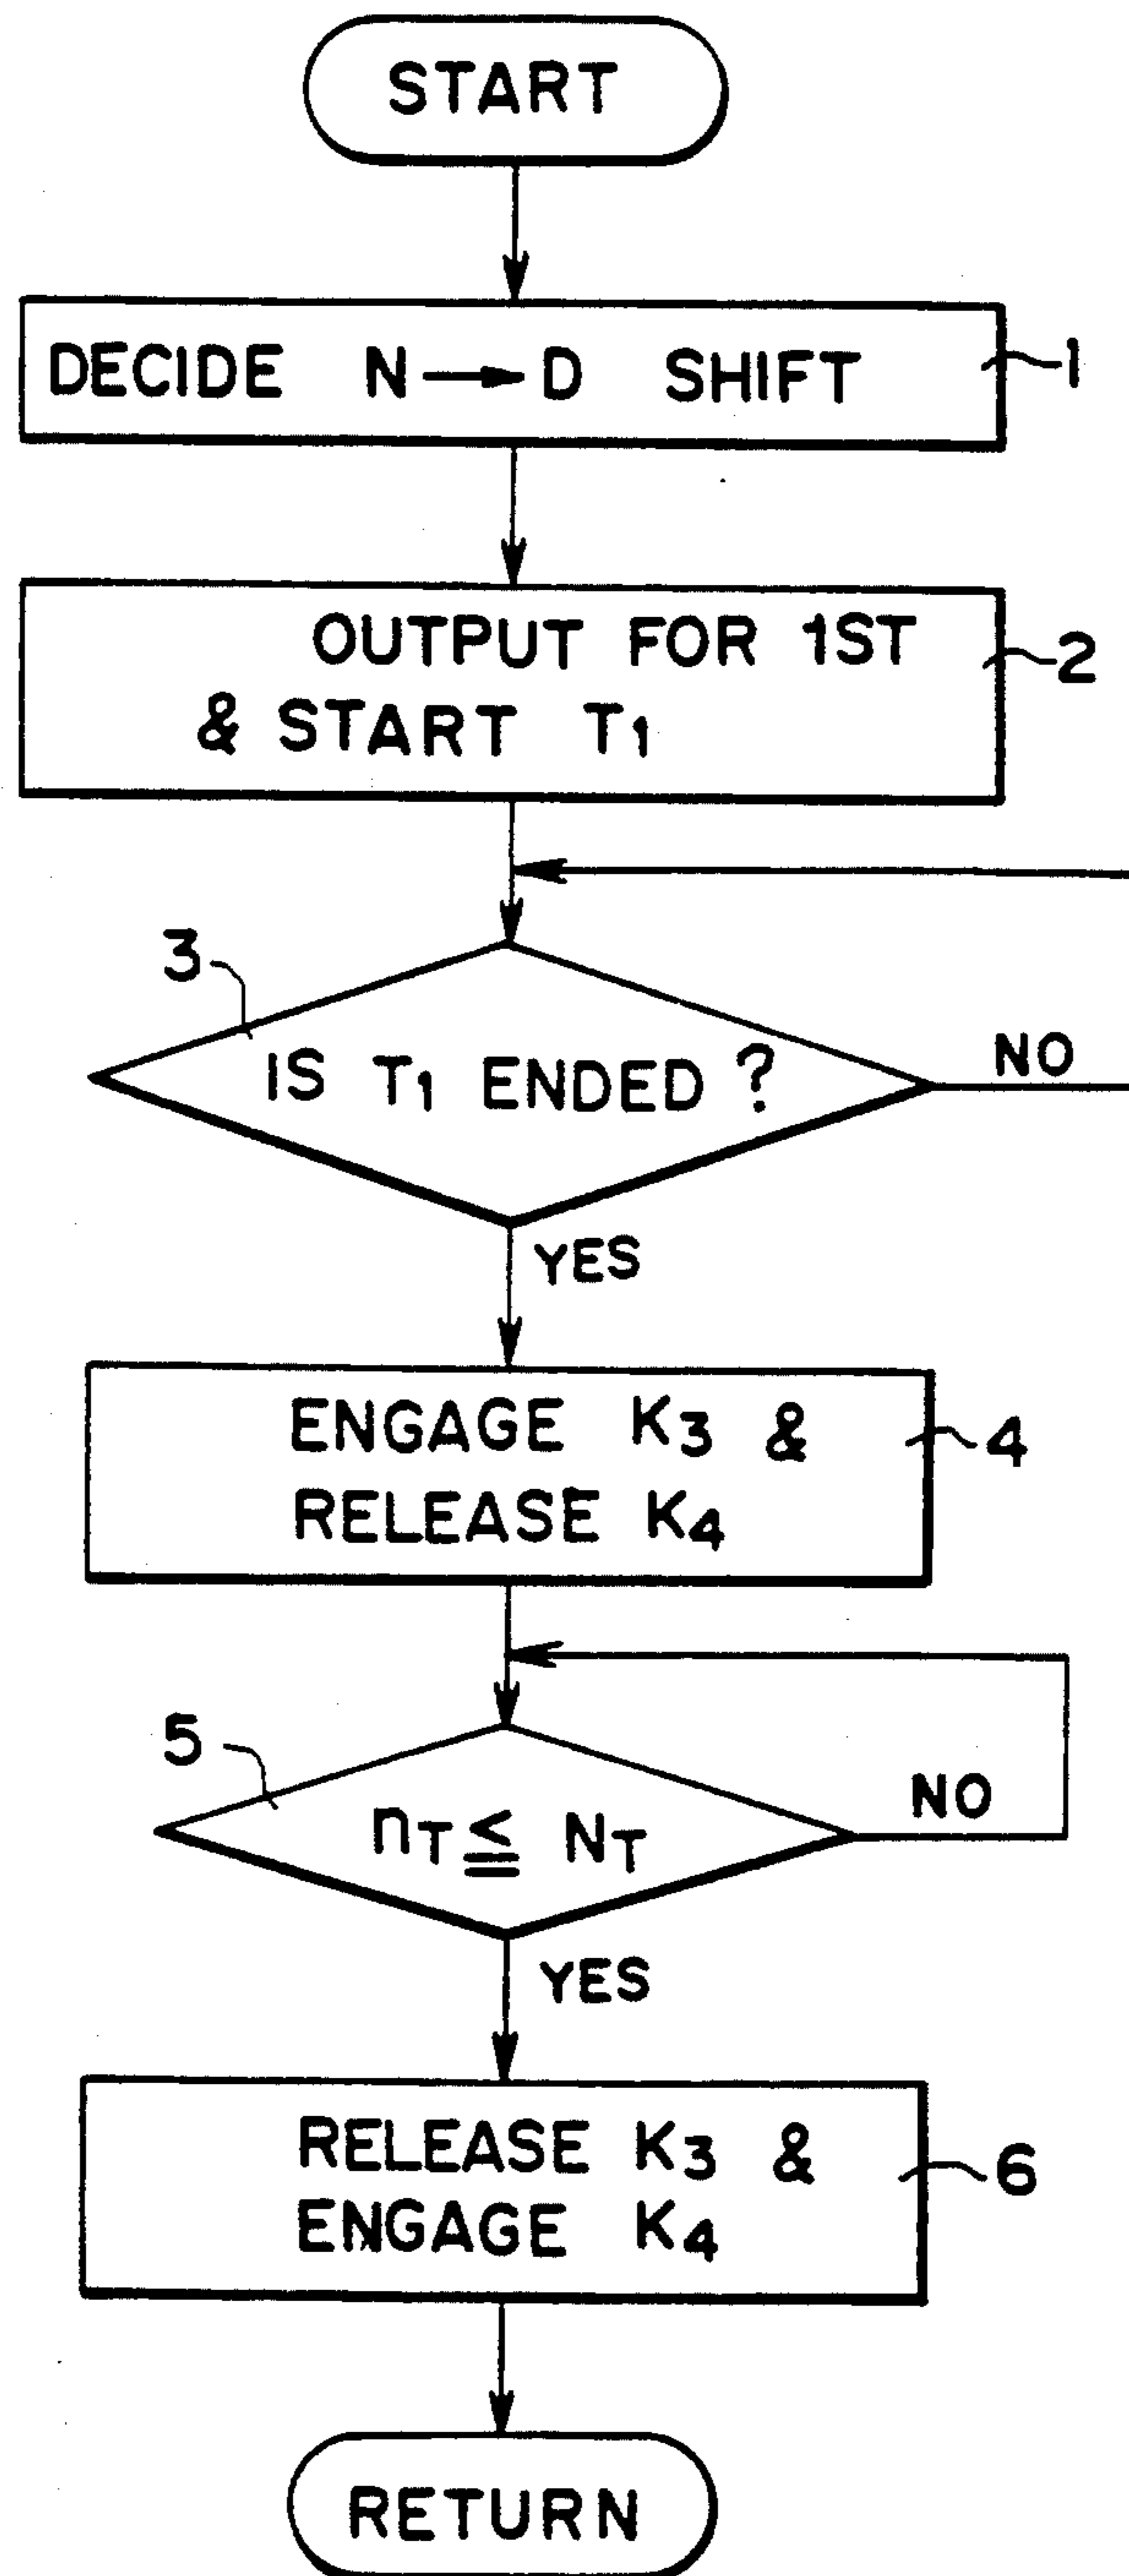 START
DECIDE N → D SHIFT
1
OUTPUT FOR 1ST
& START T1
2
3
IS T1 ENDED ?
NO
YES
ENGAGE K3 &
RELEASE K4
4
5
nT ≦ NT
NO
YES
RELEASE K3 &
ENGAGE K4
6
RETURN